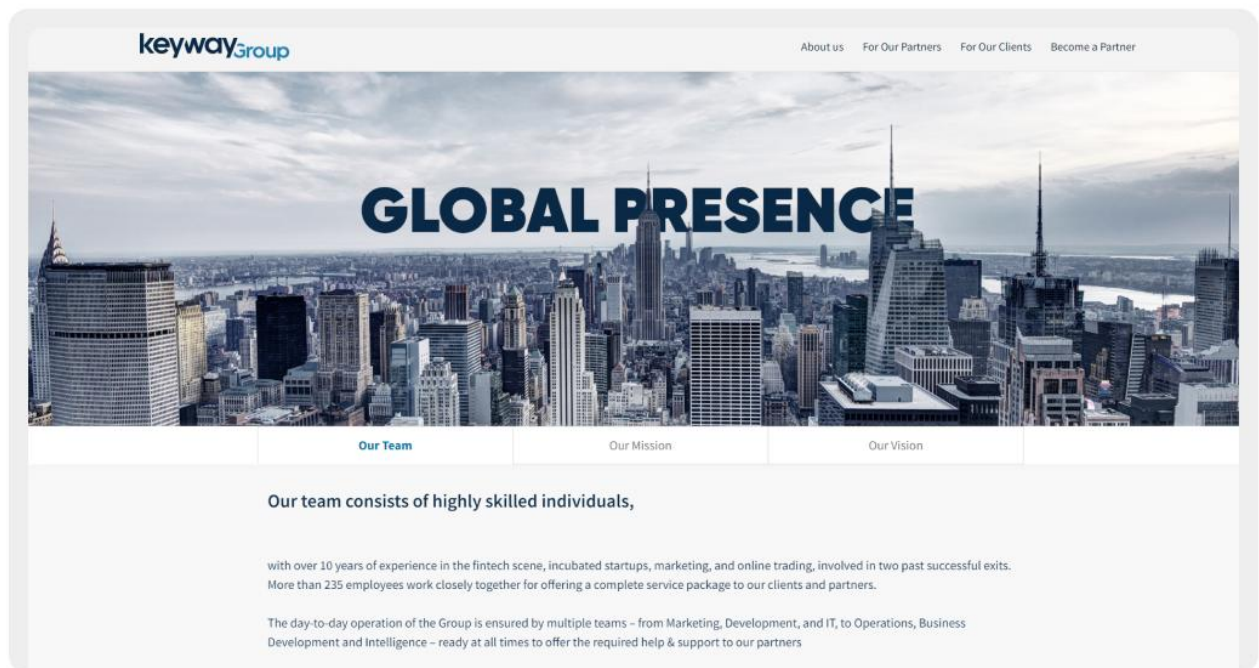 keywayGroup
About us For Our Partners For Our Clients Become a Partner
GLOBAL PRESENCE
Our Team Our Mission Our Vision
Our team consists of highly skilled individuals,
with over 10 years of experience in the fintech scene, incubated startups, marketing, and online trading, involved in two past successful exits.
More than 235 employees work closely together for offering a complete service package to our clients and partners.
The day-to-day operation of the Group is ensured by multiple teams – from Marketing, Development, and IT, to Operations, Business
Development and Intelligence – ready at all times to offer the required help & support to our partners